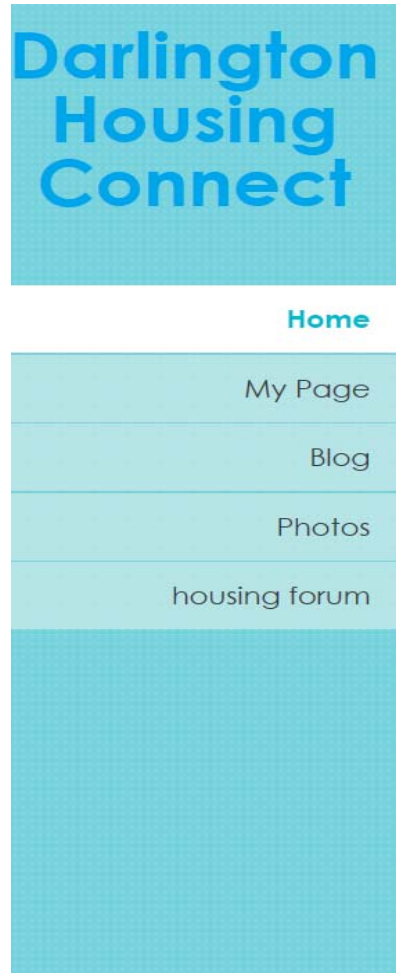 Darlington
Housing
Connect
Home
My Page
Blog
Photos
housing forum